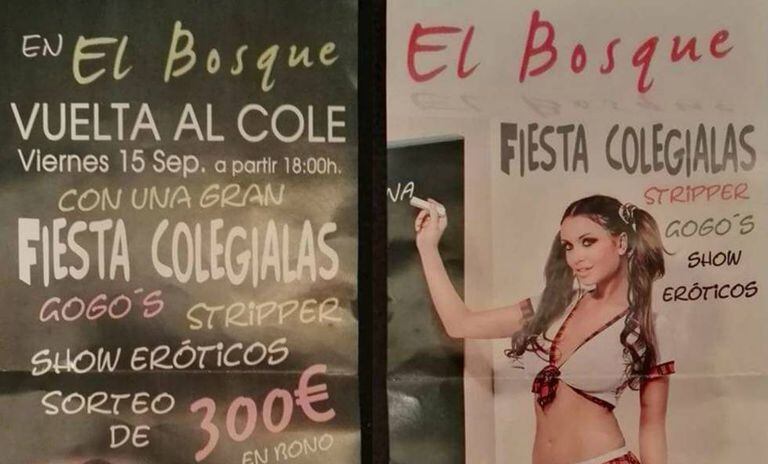 EN El Bosque
VUELTA AL COLE
Viernes 15 Sep. a partir 18:00h.
CON UNA GRAN
FIESTA COLEGIALAS
GOGO´S STRIPPER
SHOW ERÓTICOS
SORTEO
DE 300€
EN BONO
El Bosque
FIESTA COLEGIALAS
NA
STRIPPER
GOGO´S
SHOW
ERÓTICOS